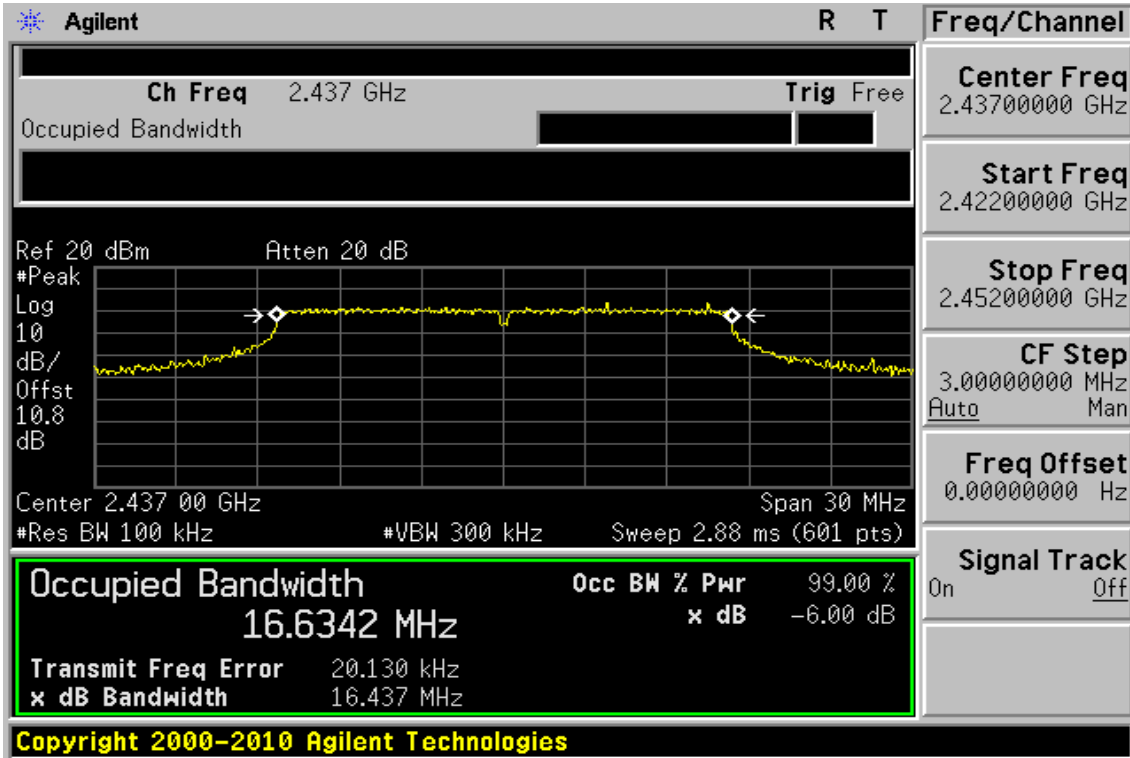 Agilent R T Freq/Channel
Ch Freq 2.437 GHz Trig Free
Occupied Bandwidth
Center Freq
2.43700000 GHz
Start Freq
2.42200000 GHz
Stop Freq
2.45200000 GHz
CF Step
3.00000000 MHz
Auto Man
Freq Offset
0.00000000 Hz
Signal Track
On Off
Ref 20 dBm Atten 20 dB
#Peak
Log
10
dB/
Offst
10.8
dB
Center 2.437 00 GHz Span 30 MHz
#Res BW 100 kHz #VBW 300 kHz Sweep 2.88 ms (601 pts)
Occupied Bandwidth Occ BW % Pwr 99.00 %
16.6342 MHz x dB -6.00 dB
Transmit Freq Error 20.130 kHz
x dB Bandwidth 16.437 MHz
Copyright 2000-2010 Agilent Technologies